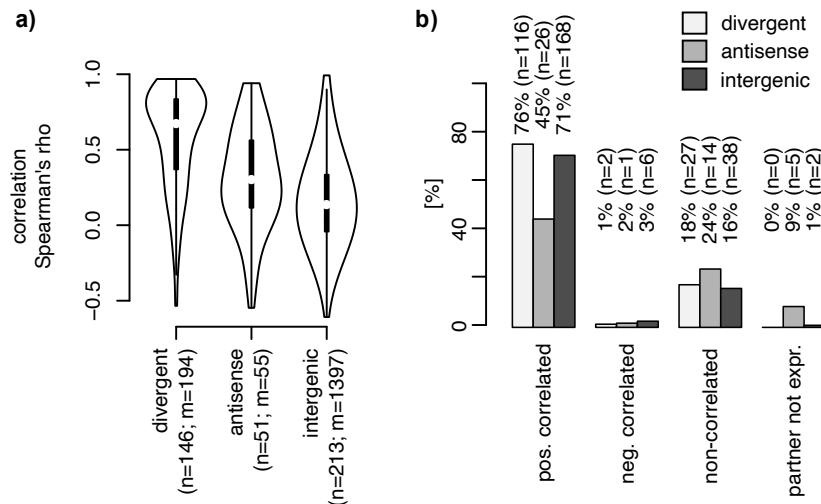 a)
correlation
Spearman's rho
1.0
0.5
0.0
−0.5
divergent
(n=146; m=194)
antisense
(n=51; m=55)
intergenic
(n=213; m=1397)
b)
divergent
antisense
intergenic
[%]
80
40
0
76% (n=116)
45% (n=26)
71% (n=168)
1% (n=2)
2% (n=1)
3% (n=6)
18% (n=27)
24% (n=14)
16% (n=38)
0% (n=0)
9% (n=5)
1% (n=2)
pos. correlated
neg. correlated
non-correlated
partner not expr.